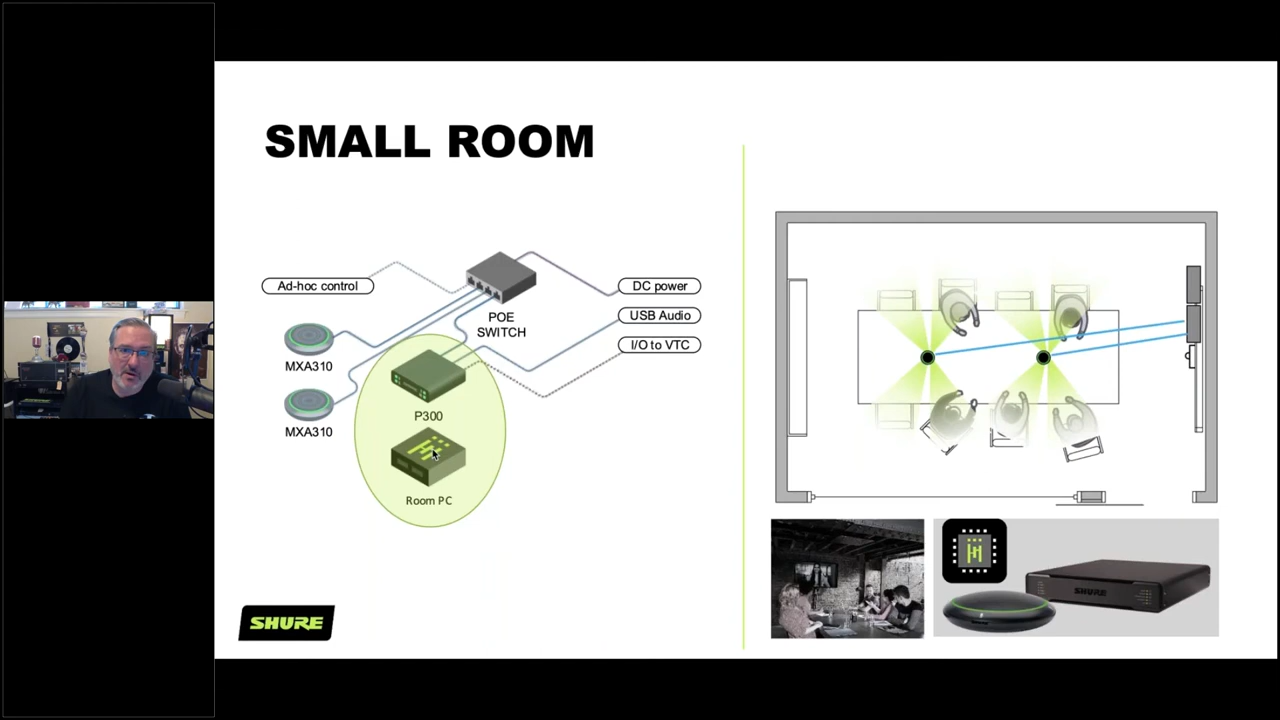 SMALL ROOM
Ad-hoc control
DC power
USB Audio
I/O to VTC
POE
SWITCH
MXA310
MXA310
P300
Room PC
SHURE
SHURE